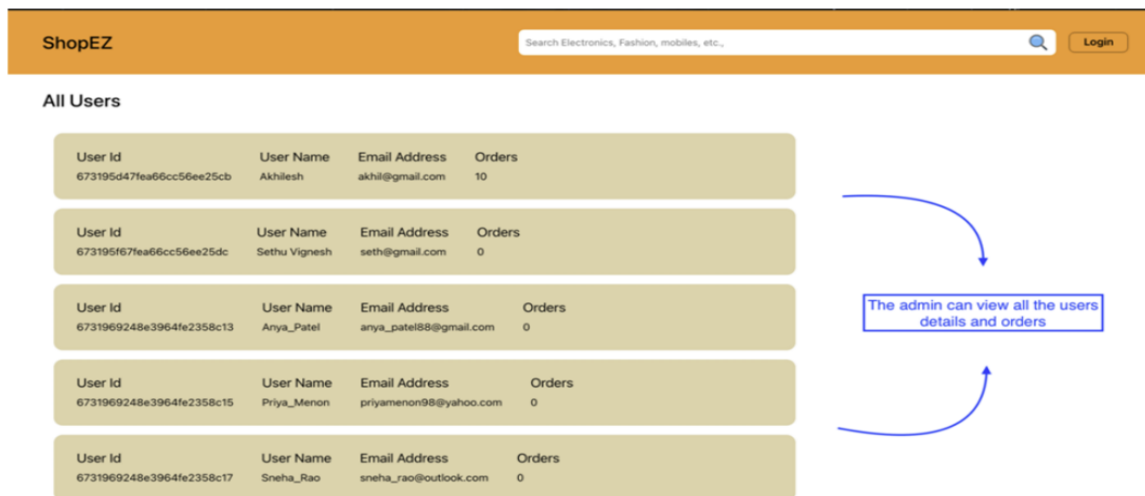 ShopEZ
Search Electronics, Fashion, mobiles, etc.,
Login
All Users
User Id User Name Email Address Orders
673195d47fea66cc56ee25cb Akhilesh akhil@gmail.com 10
User Id User Name Email Address Orders
673195f67fea66cc56ee25dc Sethu Vignesh seth@gmail.com 0
User Id User Name Email Address Orders
6731969248e3964fe2358c13 Anya_Patel anya_patel88@gmail.com 0
The admin can view all the users
details and orders
User Id User Name Email Address Orders
6731969248e3964fe2358c15 Priya_Menon priyamenon98@yahoo.com 0
User Id User Name Email Address Orders
6731969248e3964fe2358c17 Sneha_Rao sneha_rao@outlook.com 0